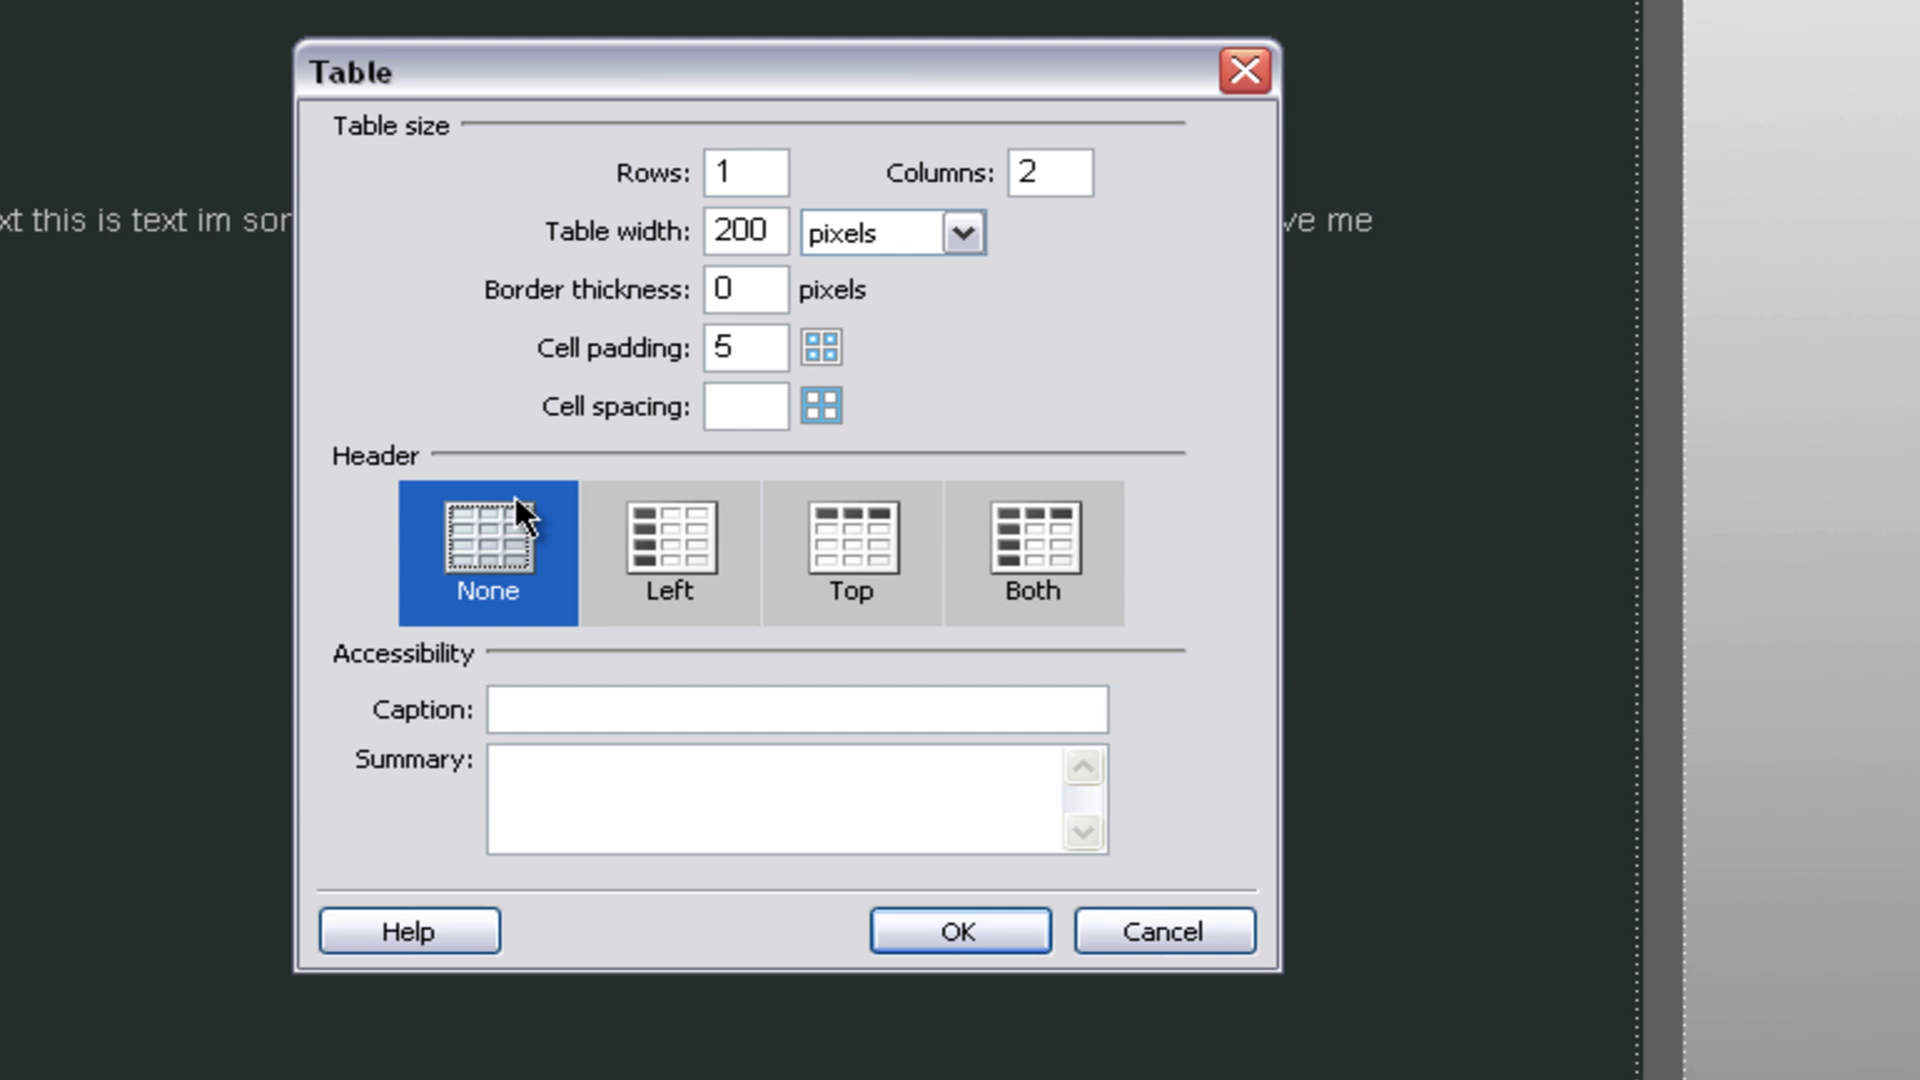 Table
Table size
Rows: 1 Columns: 2
xt this is text im sor ve me
Table width: 200 pixels
Border thickness: 0 pixels
Cell padding: 5
Cell spacing:
Header
None Left Top Both
Accessibility
Caption:
Summary:
Help OK Cancel